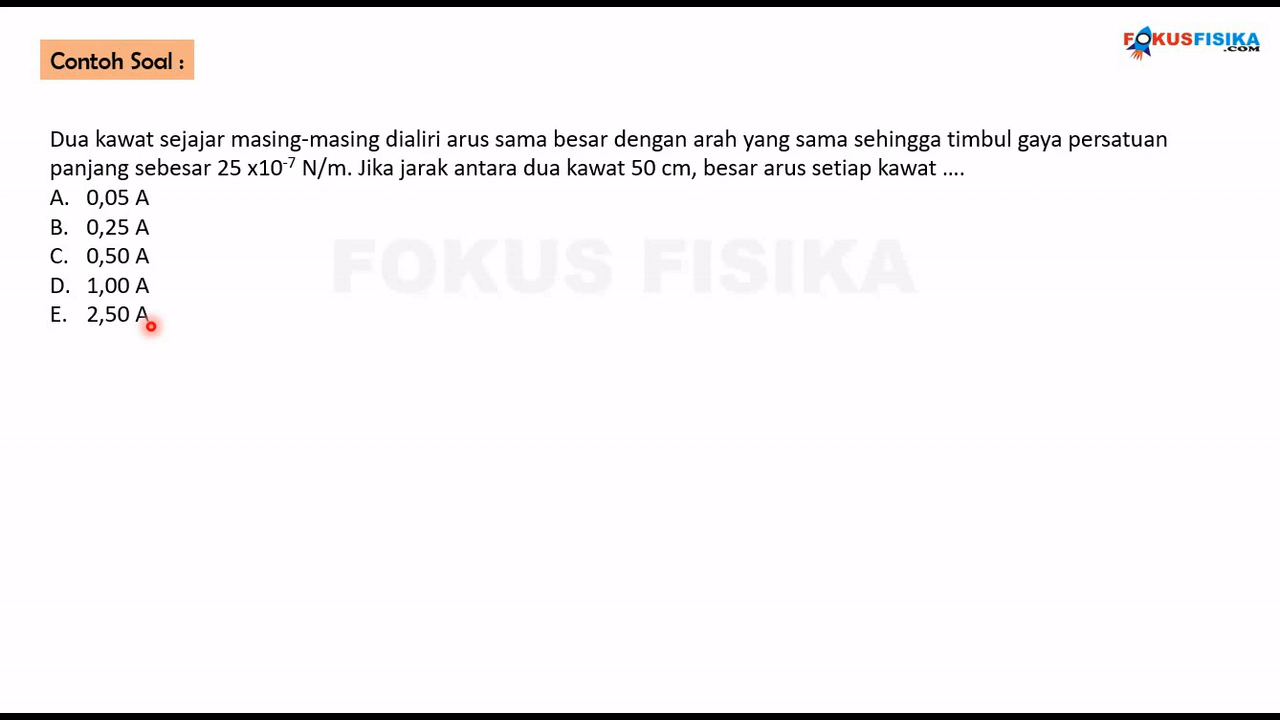 FOKUSFISIKA
.COM
Contoh Soal :
Dua kawat sejajar masing-masing dialiri arus sama besar dengan arah yang sama sehingga timbul gaya persatuan
panjang sebesar 25 x10⁻⁷ N/m. Jika jarak antara dua kawat 50 cm, besar arus setiap kawat ....
A. 0,05 A
B. 0,25 A
C. 0,50 A
D. 1,00 A
E. 2,50 A
FOKUS FISIKA